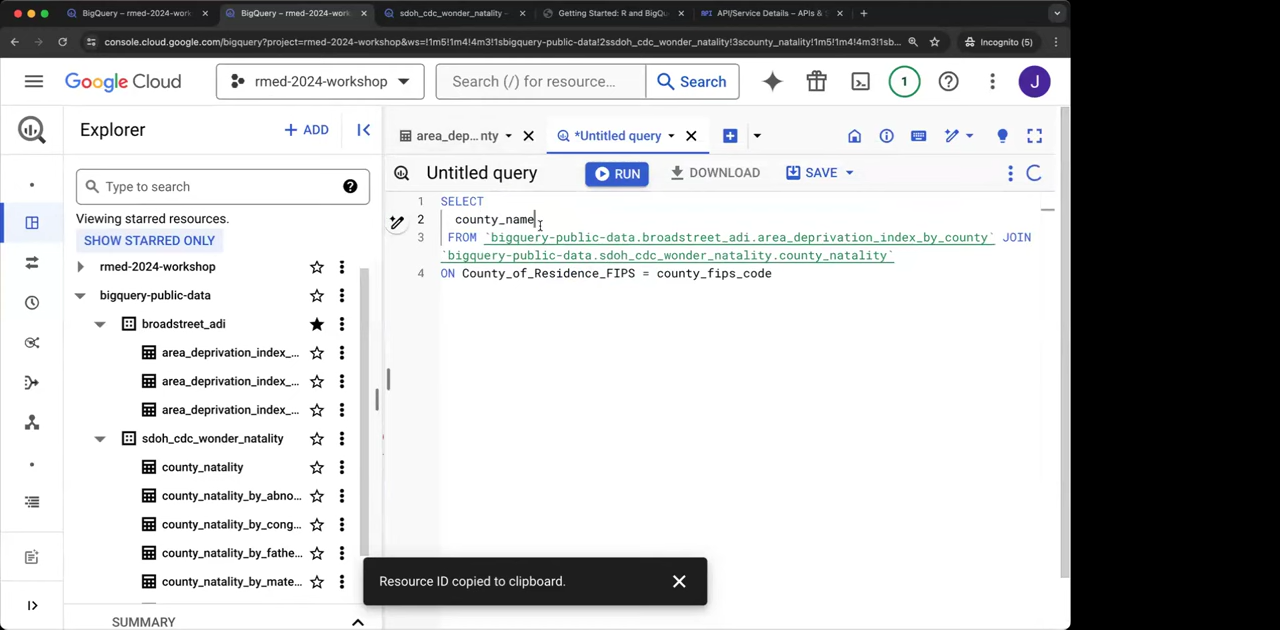 BigQuery – rmed-2024-work
BigQuery – rmed-2024-work
sdoh_cdc_wonder_natality –
Getting Started: R and BigQu
API API/Service Details – APIs &
console.cloud.google.com/bigquery?project=rmed-2024-workshop&ws=!1m5!1m4!4m3!1sbigquery-public-data!2ssdoh_cdc_wonder_natality!3scounty_natality!1m5!1m4!4m3!1sb...
Incognito (5)
Google Cloud
rmed-2024-workshop
Search (/) for resource...
Search
1
J
Explorer
+ ADD
area_dep... nty
*Untitled query
Type to search
Untitled query
RUN
DOWNLOAD
SAVE
Viewing starred resources.
SHOW STARRED ONLY
rmed-2024-workshop
bigquery-public-data
broadstreet_adi
area_deprivation_index_...
area_deprivation_index_...
area_deprivation_index_...
sdoh_cdc_wonder_natality
county_natality
county_natality_by_abno...
county_natality_by_cong...
county_natality_by_fathe...
county_natality_by_mate...
SUMMARY
1 SELECT
2 county_name
3 FROM `bigquery-public-data.broadstreet_adi.area_deprivation_index_by_county` JOIN
`bigquery-public-data.sdoh_cdc_wonder_natality.county_natality`
4 ON County_of_Residence_FIPS = county_fips_code
Resource ID copied to clipboard.